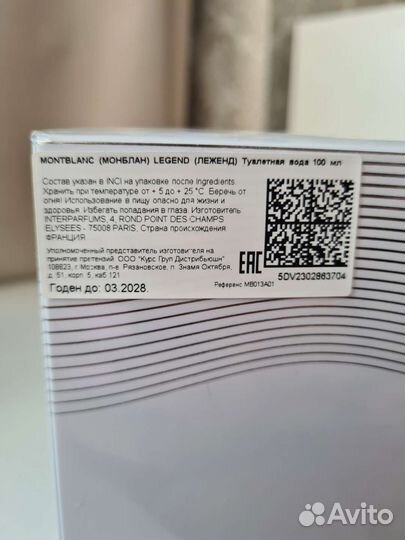 MONTBLANC (МОНБЛАН) LEGEND (ЛЕЖЕНД) Туалетная вода 100 мл
Состав указан в INCI на упаковке после Ingredients.
Хранить при температуре от + 5 до + 25 °С. Беречь от
огня! Использование в пищу опасно для жизни и
здоровья. Избегать попадания в глаза. Изготовитель
INTERPARFUMS, 4, ROND POINT DES CHAMPS
ELYSEES - 75008 PARIS, Страна происхождения
ФРАНЦИЯ
Уполномоченный представитель изготовителя на
принятие претензий: ООО "Курс Груп Дистрибьюшн"
108823, г. Москва, п-е Рязановское, п. Знамя Октября,
д. 51, корп 5, каб 121
Годен до: 03.2028.
ЕАС
5DV2302863704
Референс MB013A01
Avito